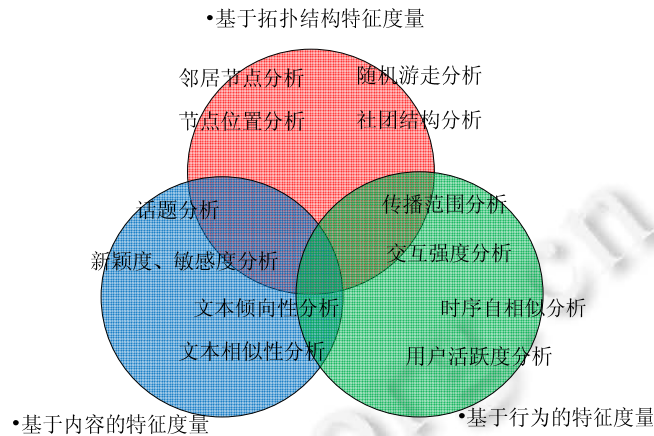 •基于拓扑结构特征度量
邻居节点分析
随机游走分析
节点位置分析
社团结构分析
话题分析
传播范围分析
新颖度、敏感度分析
交互强度分析
文本倾向性分析
时序自相似分析
文本相似性分析
用户活跃度分析
•基于内容的特征度量
•基于行为的特征度量